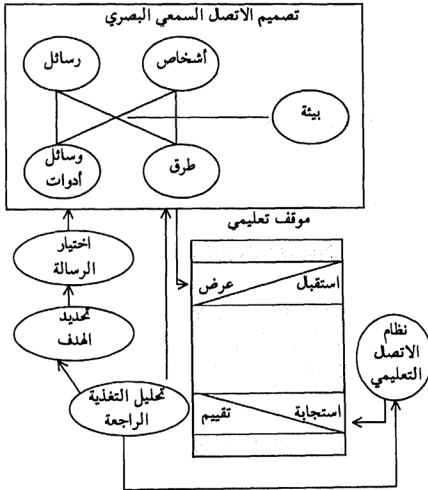 تصميم الاتصل السمعي البصري
أشخاص
رسائل
بيئة
طرق
وسائل
أدوات
موقف تعليمي
اختيار
الرسالة
استقبال
عرض
تحديد
الهدف
نظام
الاتصل
التعليمي
تحليل التغذية
الراجعة
استجابة
تقييم